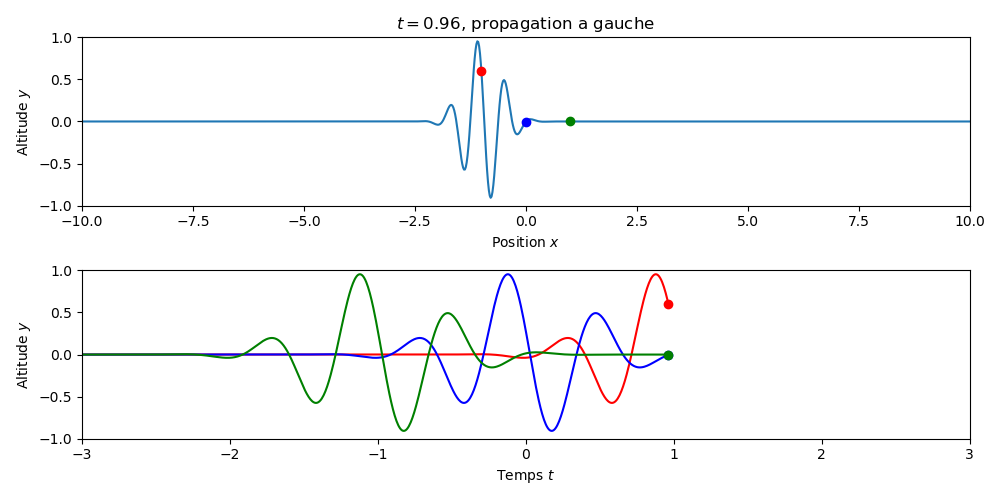 t = 0.96, propagation a gauche
1.0
0.5
0.0
−0.5
−1.0
Altitude y
−10.0 −7.5 −5.0 −2.5 0.0 2.5 5.0 7.5 10.0
Position x
1.0
0.5
0.0
−0.5
−1.0
Altitude y
−3 −2 −1 0 1 2 3
Temps t